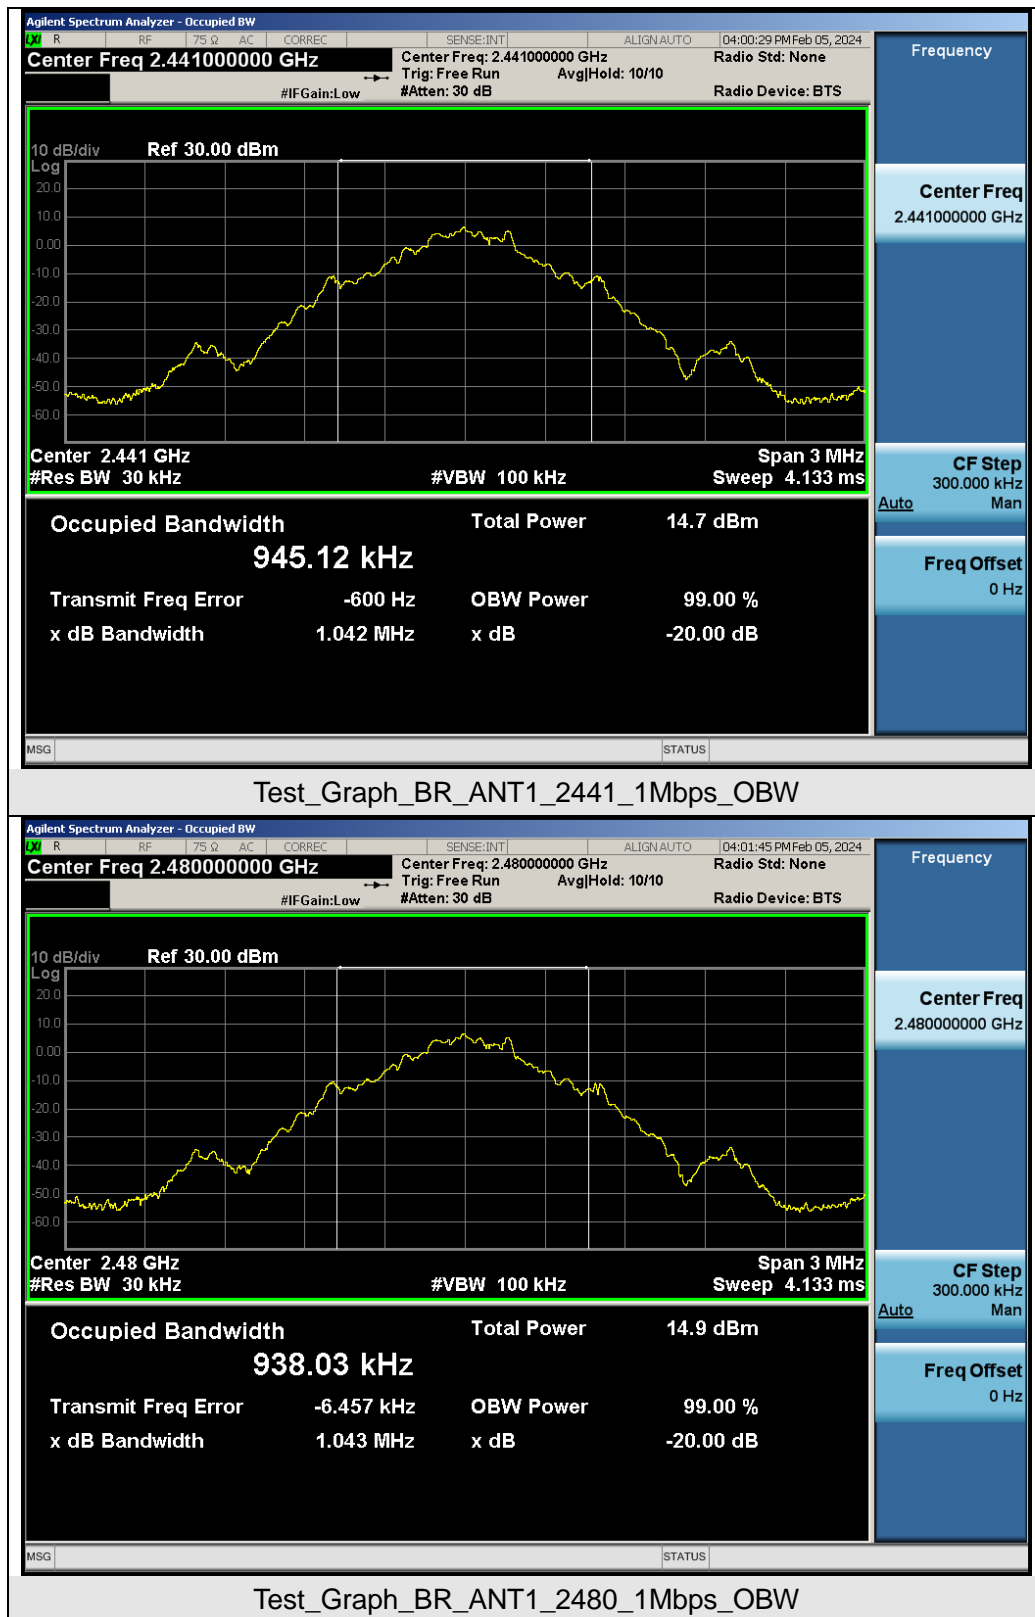 Agilent Spectrum Analyzer - Occupied BW
LXI R RF 75 Ω AC CORREC SENSE:INT ALIGN AUTO 04:00:29 PM Feb 05, 2024
Center Freq 2.441000000 GHz
Center Freq: 2.441000000 GHz
Radio Std: None
Trig: Free Run Avg|Hold: 10/10
#IFGain:Low
#Atten: 30 dB
Radio Device: BTS
Frequency
10 dB/div Ref 30.00 dBm
Log
20.0
10.0
0.00
-10.0
-20.0
-30.0
-40.0
-50.0
-60.0
Center Freq
2.441000000 GHz
Center 2.441 GHz Span 3 MHz
#Res BW 30 kHz #VBW 100 kHz Sweep 4.133 ms
CF Step
300.000 kHz
Auto Man
Freq Offset
0 Hz
Occupied Bandwidth Total Power 14.7 dBm
945.12 kHz
Transmit Freq Error -600 Hz OBW Power 99.00 %
x dB Bandwidth 1.042 MHz x dB -20.00 dB
MSG STATUS
Test_Graph_BR_ANT1_2441_1Mbps_OBW
Agilent Spectrum Analyzer - Occupied BW
LXI R RF 75 Ω AC CORREC SENSE:INT ALIGN AUTO 04:01:45 PM Feb 05, 2024
Center Freq 2.480000000 GHz
Center Freq: 2.480000000 GHz
Radio Std: None
Trig: Free Run Avg|Hold: 10/10
#IFGain:Low
#Atten: 30 dB
Radio Device: BTS
Frequency
10 dB/div Ref 30.00 dBm
Log
20.0
10.0
0.00
-10.0
-20.0
-30.0
-40.0
-50.0
-60.0
Center Freq
2.480000000 GHz
Center 2.48 GHz Span 3 MHz
#Res BW 30 kHz #VBW 100 kHz Sweep 4.133 ms
CF Step
300.000 kHz
Auto Man
Freq Offset
0 Hz
Occupied Bandwidth Total Power 14.9 dBm
938.03 kHz
Transmit Freq Error -6.457 kHz OBW Power 99.00 %
x dB Bandwidth 1.043 MHz x dB -20.00 dB
MSG STATUS
Test_Graph_BR_ANT1_2480_1Mbps_OBW